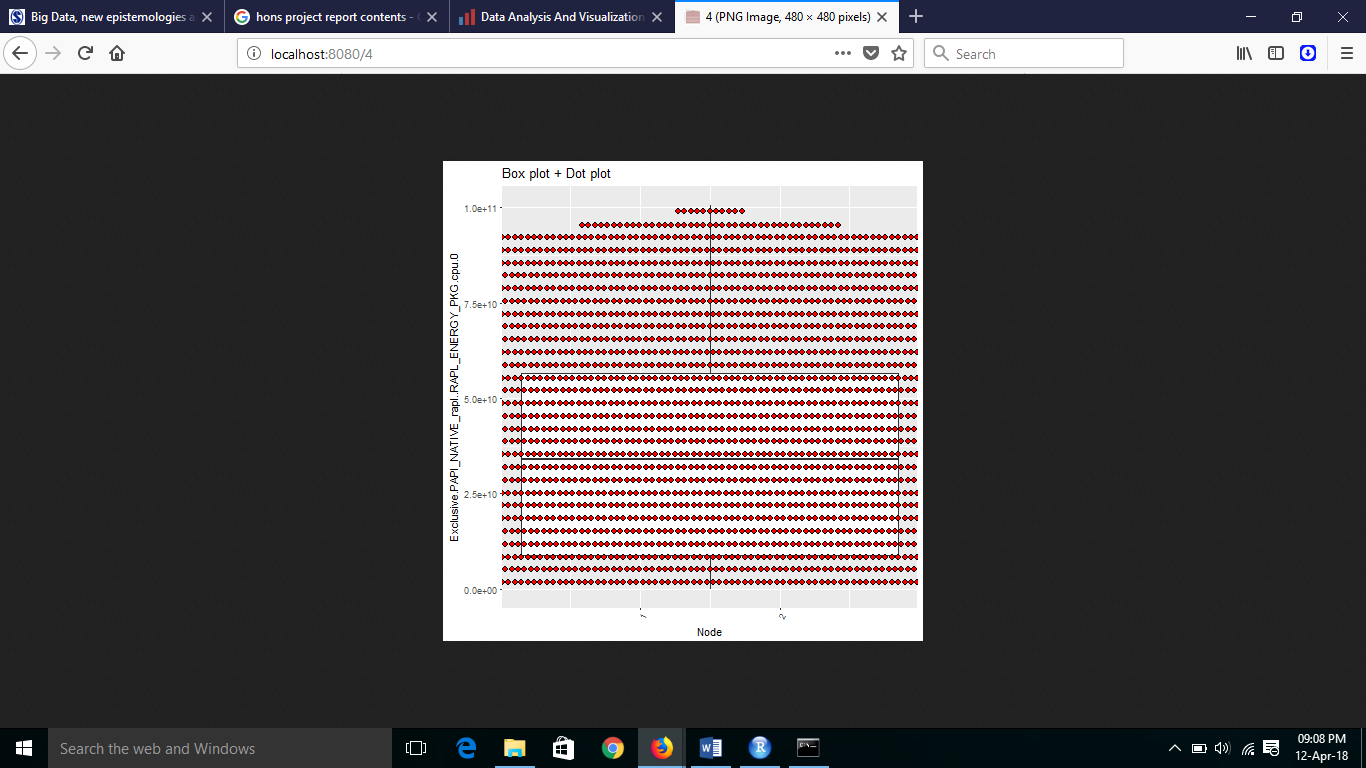 Big Data, new epistemologies a
hons project report contents - G
Data Analysis And Visualization
4 (PNG Image, 480 × 480 pixels)
localhost:8080/4
Search
Box plot + Dot plot
1.0e+11
7.5e+10
5.0e+10
2.5e+10
0.0e+00
Exclusive.PAPI_NATIVE_rapl..RAPL_ENERGY_PKG.cpu.0
1
2
Node
Search the web and Windows
09:08 PM
12-Apr-18